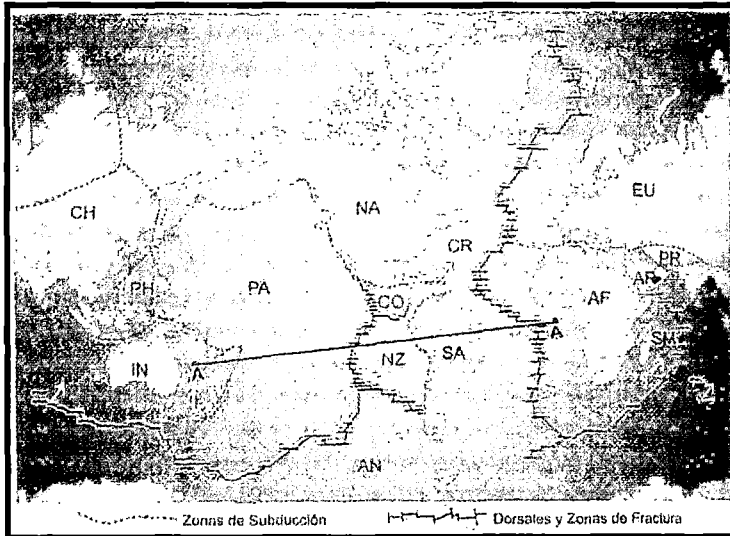 EU
CH
NA
CR
PR
PH
PA
AR
AF
CO
A
SM
NZ
SA
IN
A
AN
Zonas de Subducción
Dorsales y Zonas de Fractura